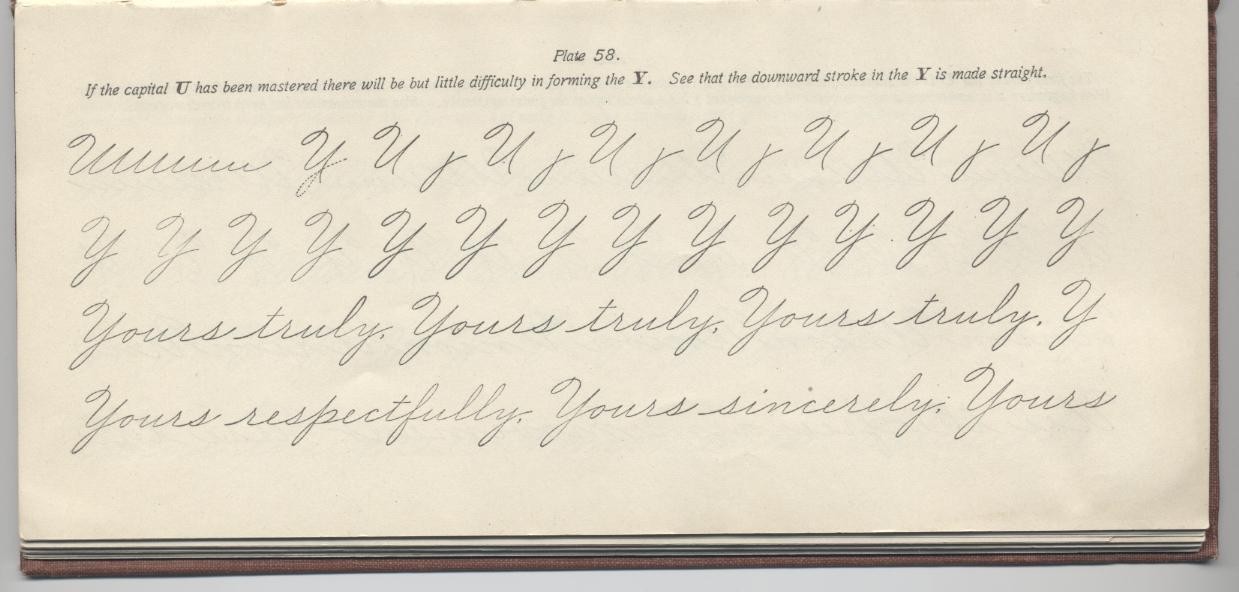 Plate 58.
If the capital U has been mastered there will be but little difficulty in forming the Y. See that the downward stroke in the Y is made straight.
Uuuuuu Y U y U y U y U y U y U y U y
Y Y Y Y Y Y Y Y Y Y Y Y Y Y
Yours truly, Yours truly, Yours truly, Y
Yours respectfully, Yours sincerely, Yours